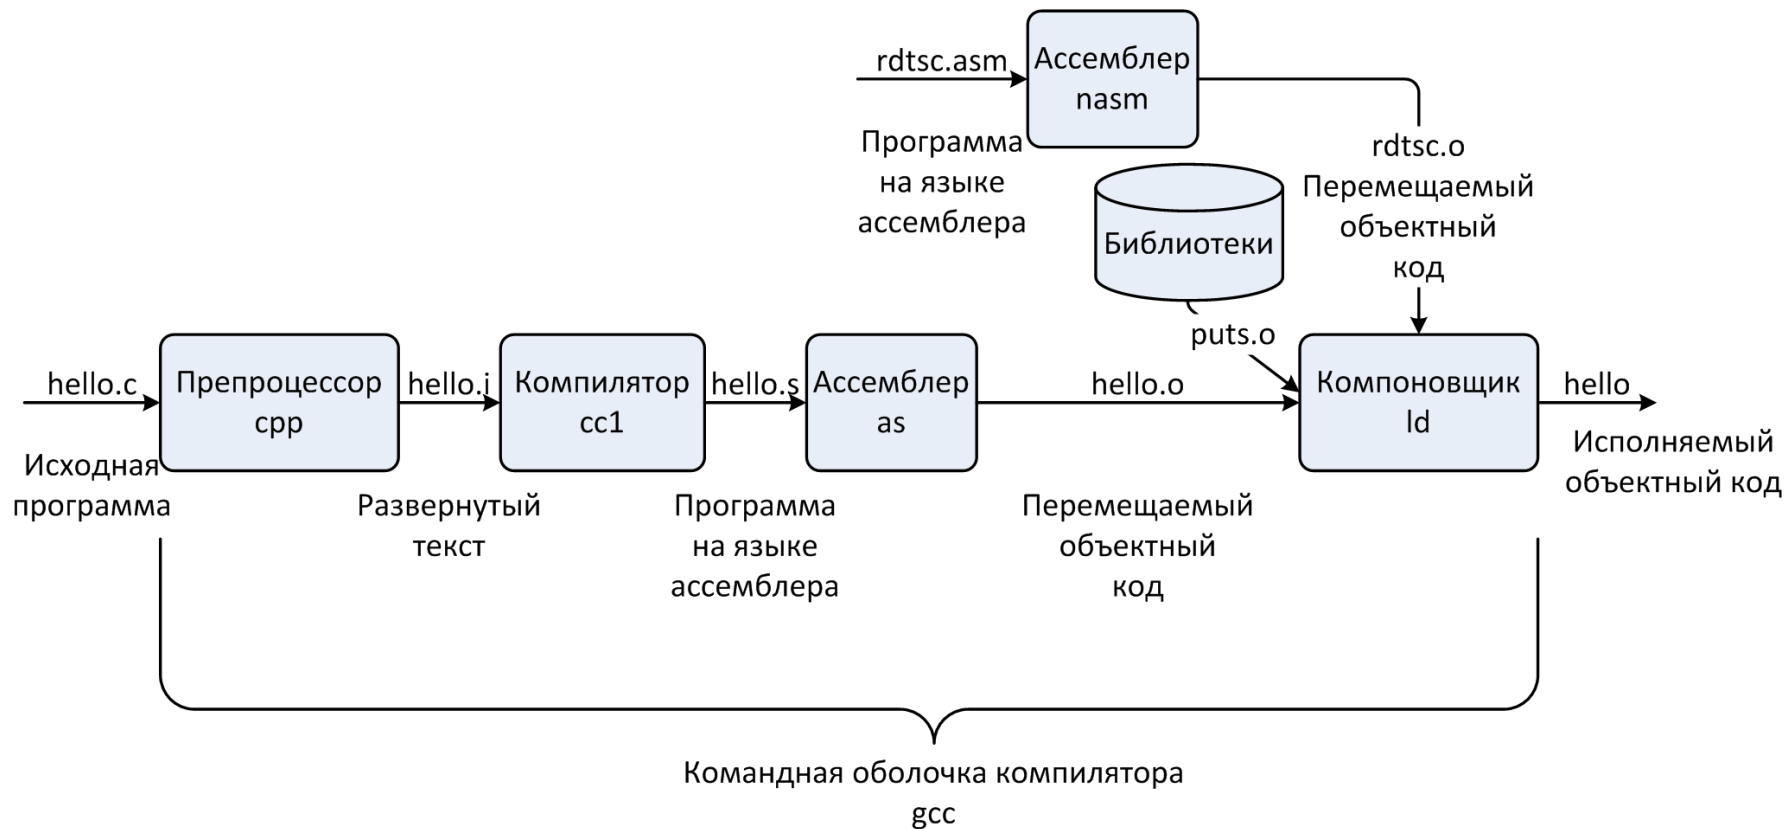 rdtsc.asm
Ассемблер
nasm
Программа
на языке
ассемблера
rdtsc.o
Перемещаемый
объектный
код
Библиотеки
puts.o
hello.c
Препроцессор
cpp
hello.i
Компилятор
cc1
hello.s
Ассемблер
as
hello.o
Компоновщик
ld
hello
Исходная
программа
Развернутый
текст
Программа
на языке
ассемблера
Перемещаемый
объектный
код
Исполняемый
объектный код
Командная оболочка компилятора
gcc